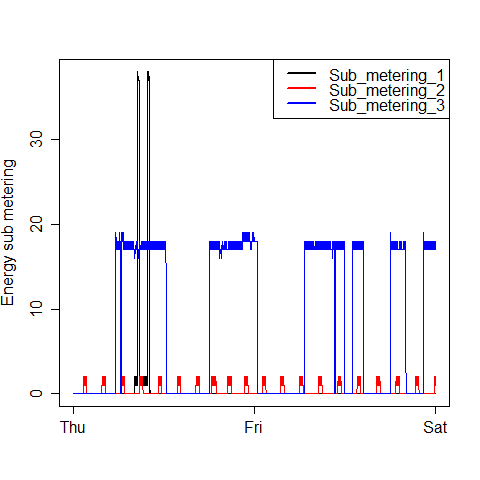 Sub_metering_1
Sub_metering_2
Sub_metering_3
Energy sub metering
30
20
10
0
Thu Fri Sat